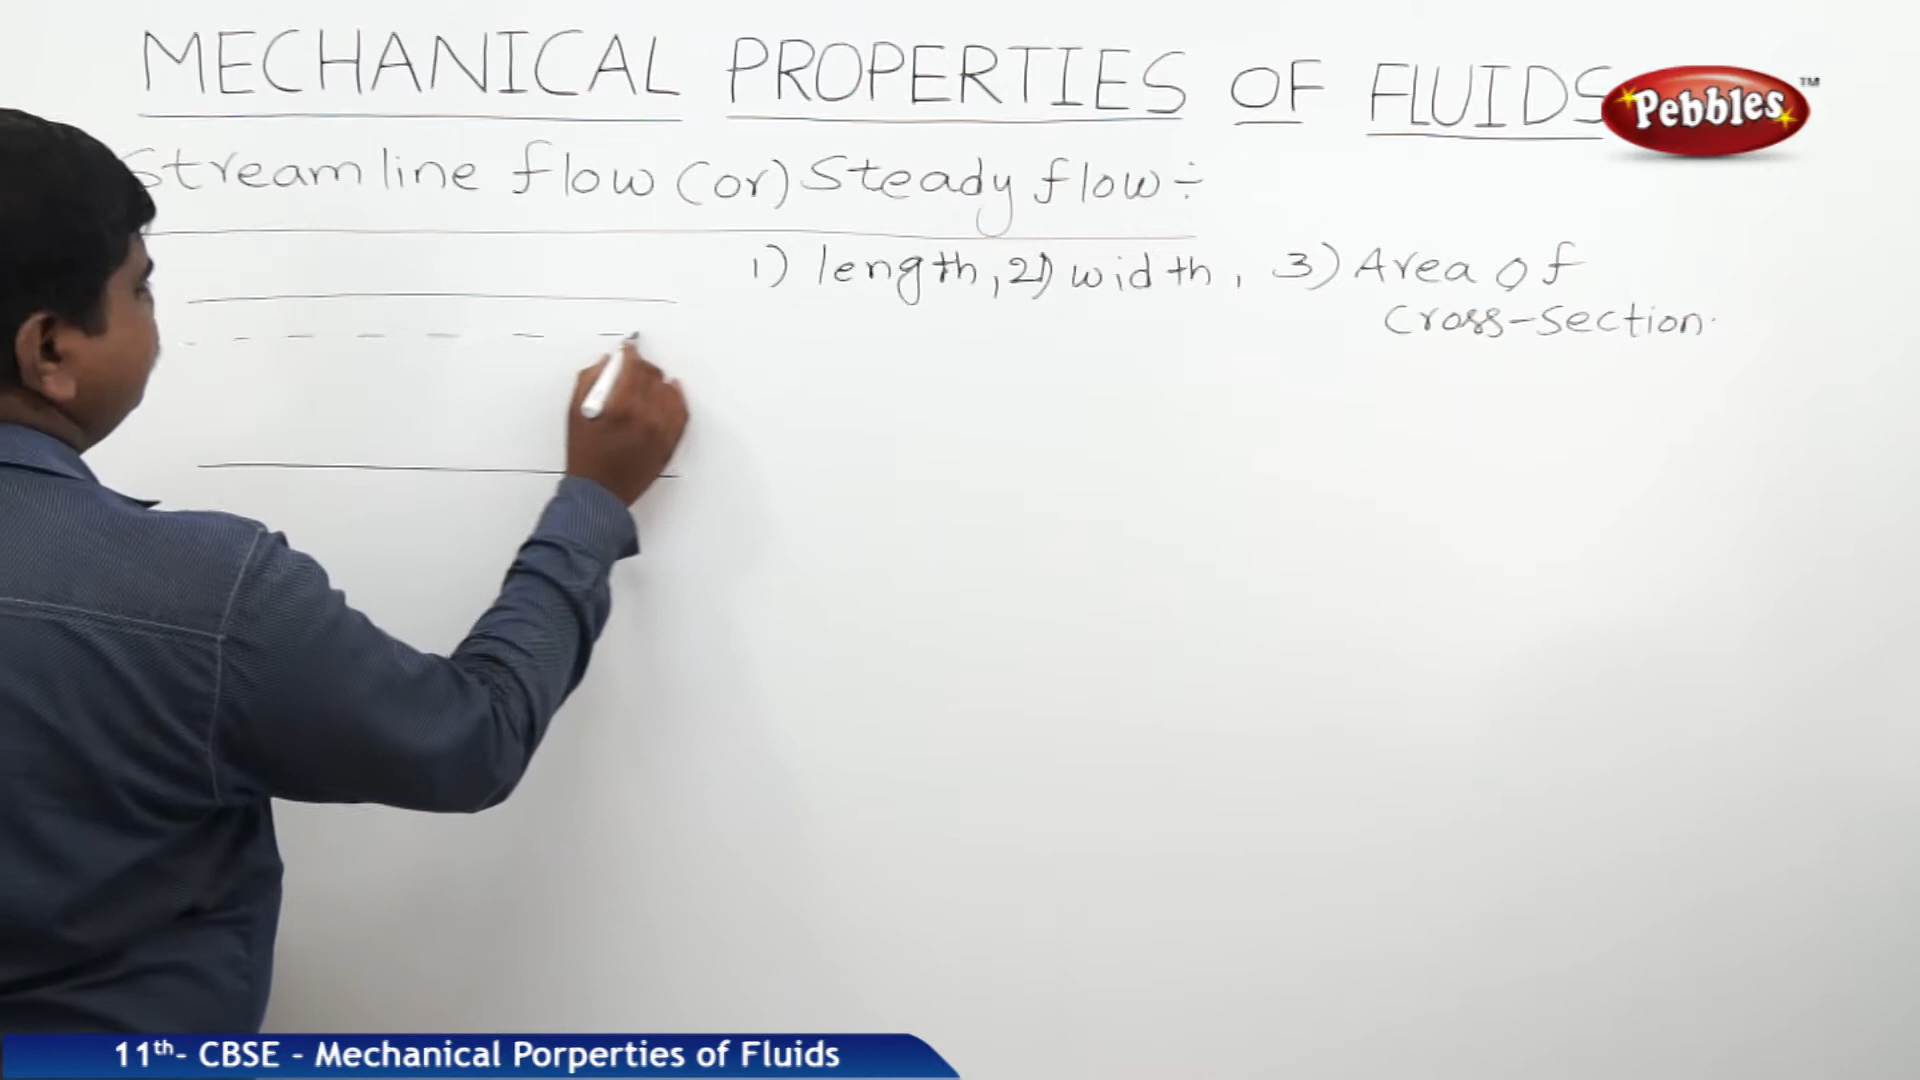 MECHANICAL PROPERTIES OF FLUIDS
Pebbles™
Streamline flow (or) Steady flow ÷
1) length, 2) width, 3) Area of
cross-section.
11th- CBSE - Mechanical Porperties of Fluids